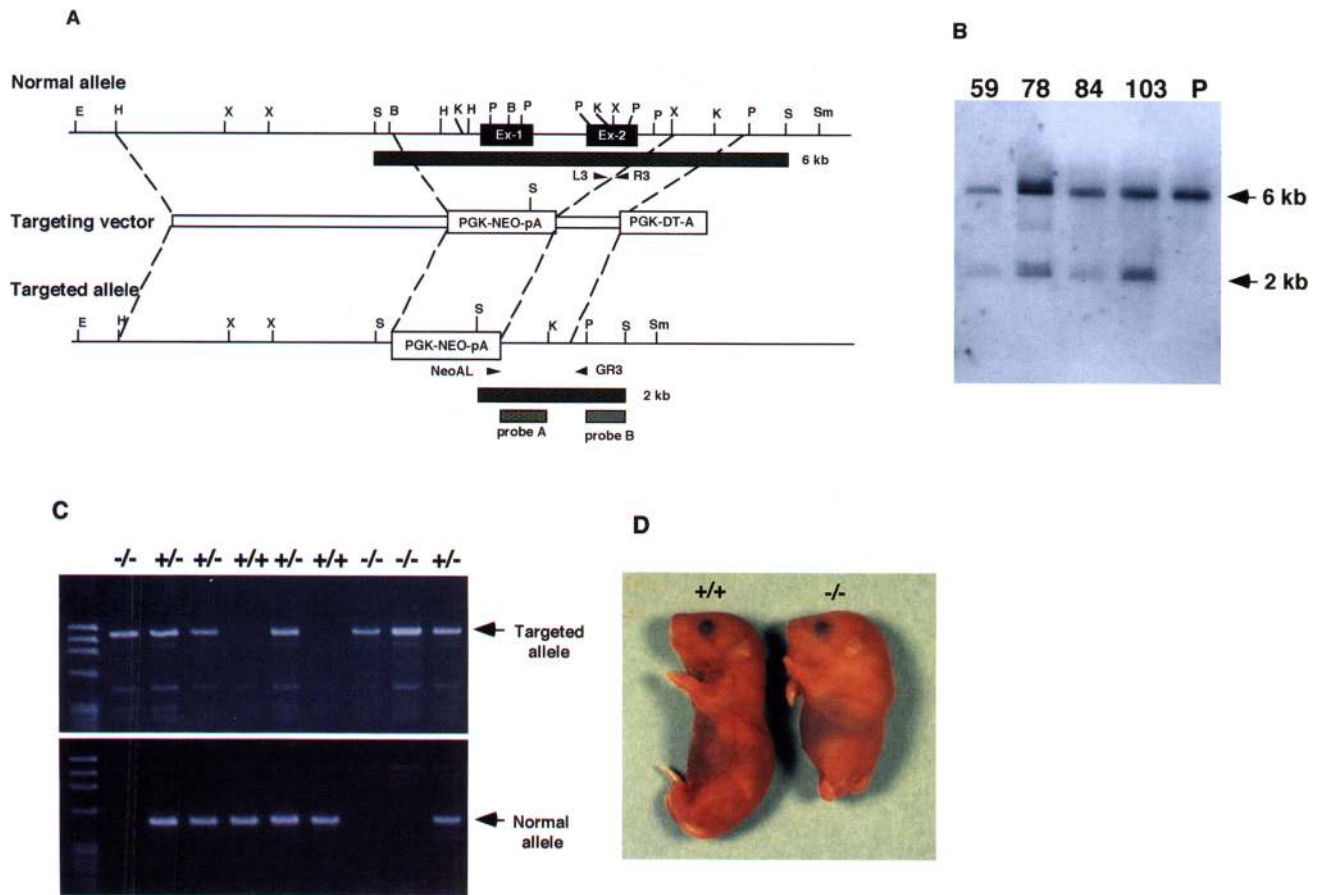 A
Normal allele
E H X X S B H K H P B P P K X P P X K P S Sm
Ex-1 Ex-2
6 kb
L3 R3
S
Targeting vector
PGK-NEO-pA PGK-DT-A
Targeted allele
E H X X S S K P S Sm
PGK-NEO-pA
NeoAL GR3
2 kb
probe A probe B
B
59 78 84 103 P
6 kb
2 kb
C
-/- +/- +/- +/+ +/- +/+ -/- -/- +/-
Targeted
allele
Normal
allele
D
+/+ -/-